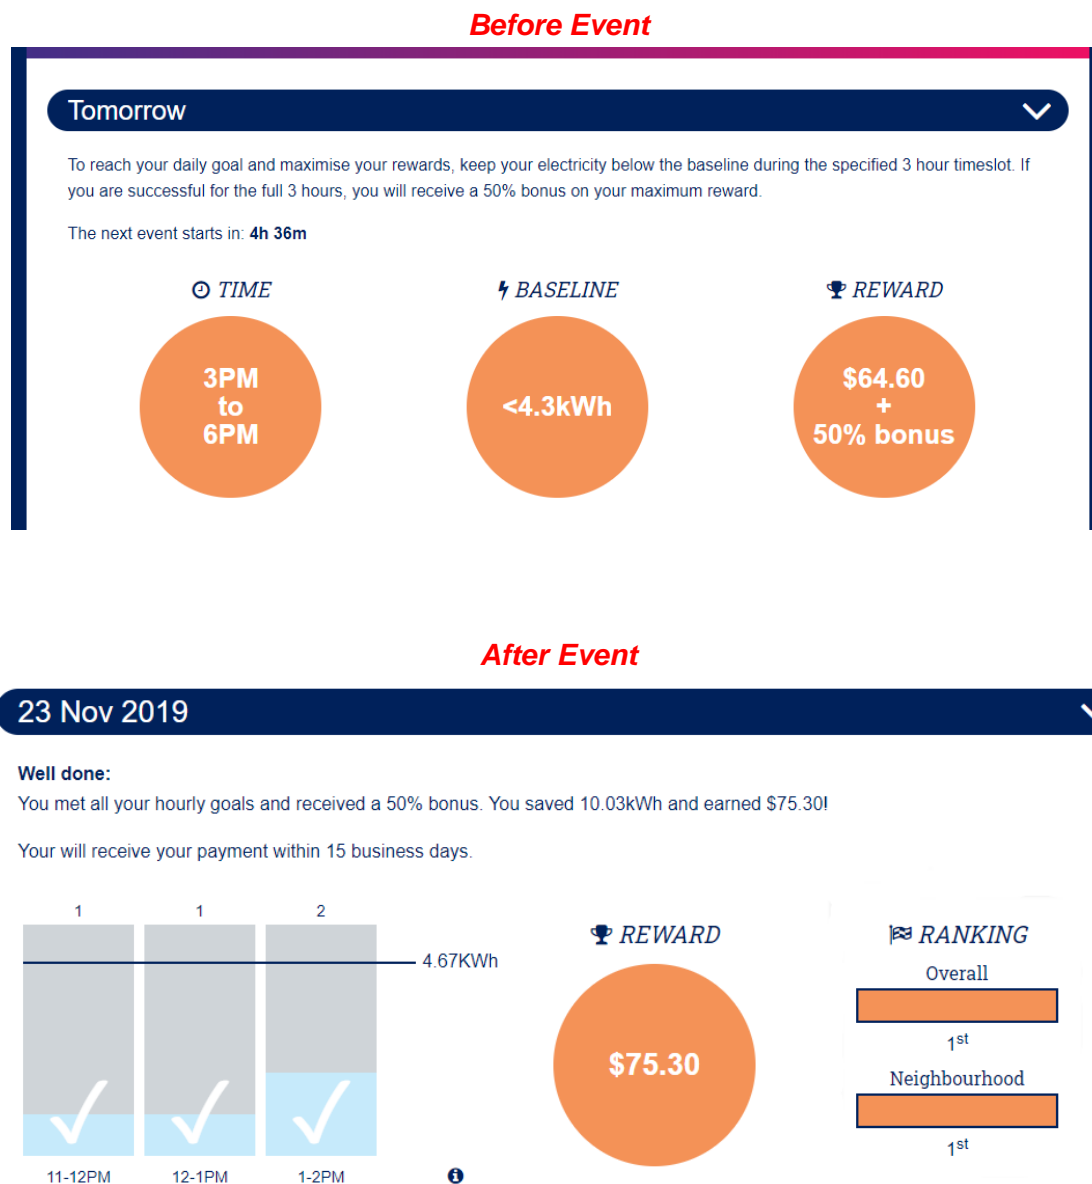 Before Event
Tomorrow
To reach your daily goal and maximise your rewards, keep your electricity below the baseline during the specified 3 hour timeslot. If
you are successful for the full 3 hours, you will receive a 50% bonus on your maximum reward.
The next event starts in: 4h 36m
TIME
3PM
to
6PM
BASELINE
<4.3kWh
REWARD
$64.60
+
50% bonus
After Event
23 Nov 2019
Well done:
You met all your hourly goals and received a 50% bonus. You saved 10.03kWh and earned $75.30!
Your will receive your payment within 15 business days.
1 1 2
4.67KWh
11-12PM 12-1PM 1-2PM
REWARD
$75.30
RANKING
Overall
1st
Neighbourhood
1st